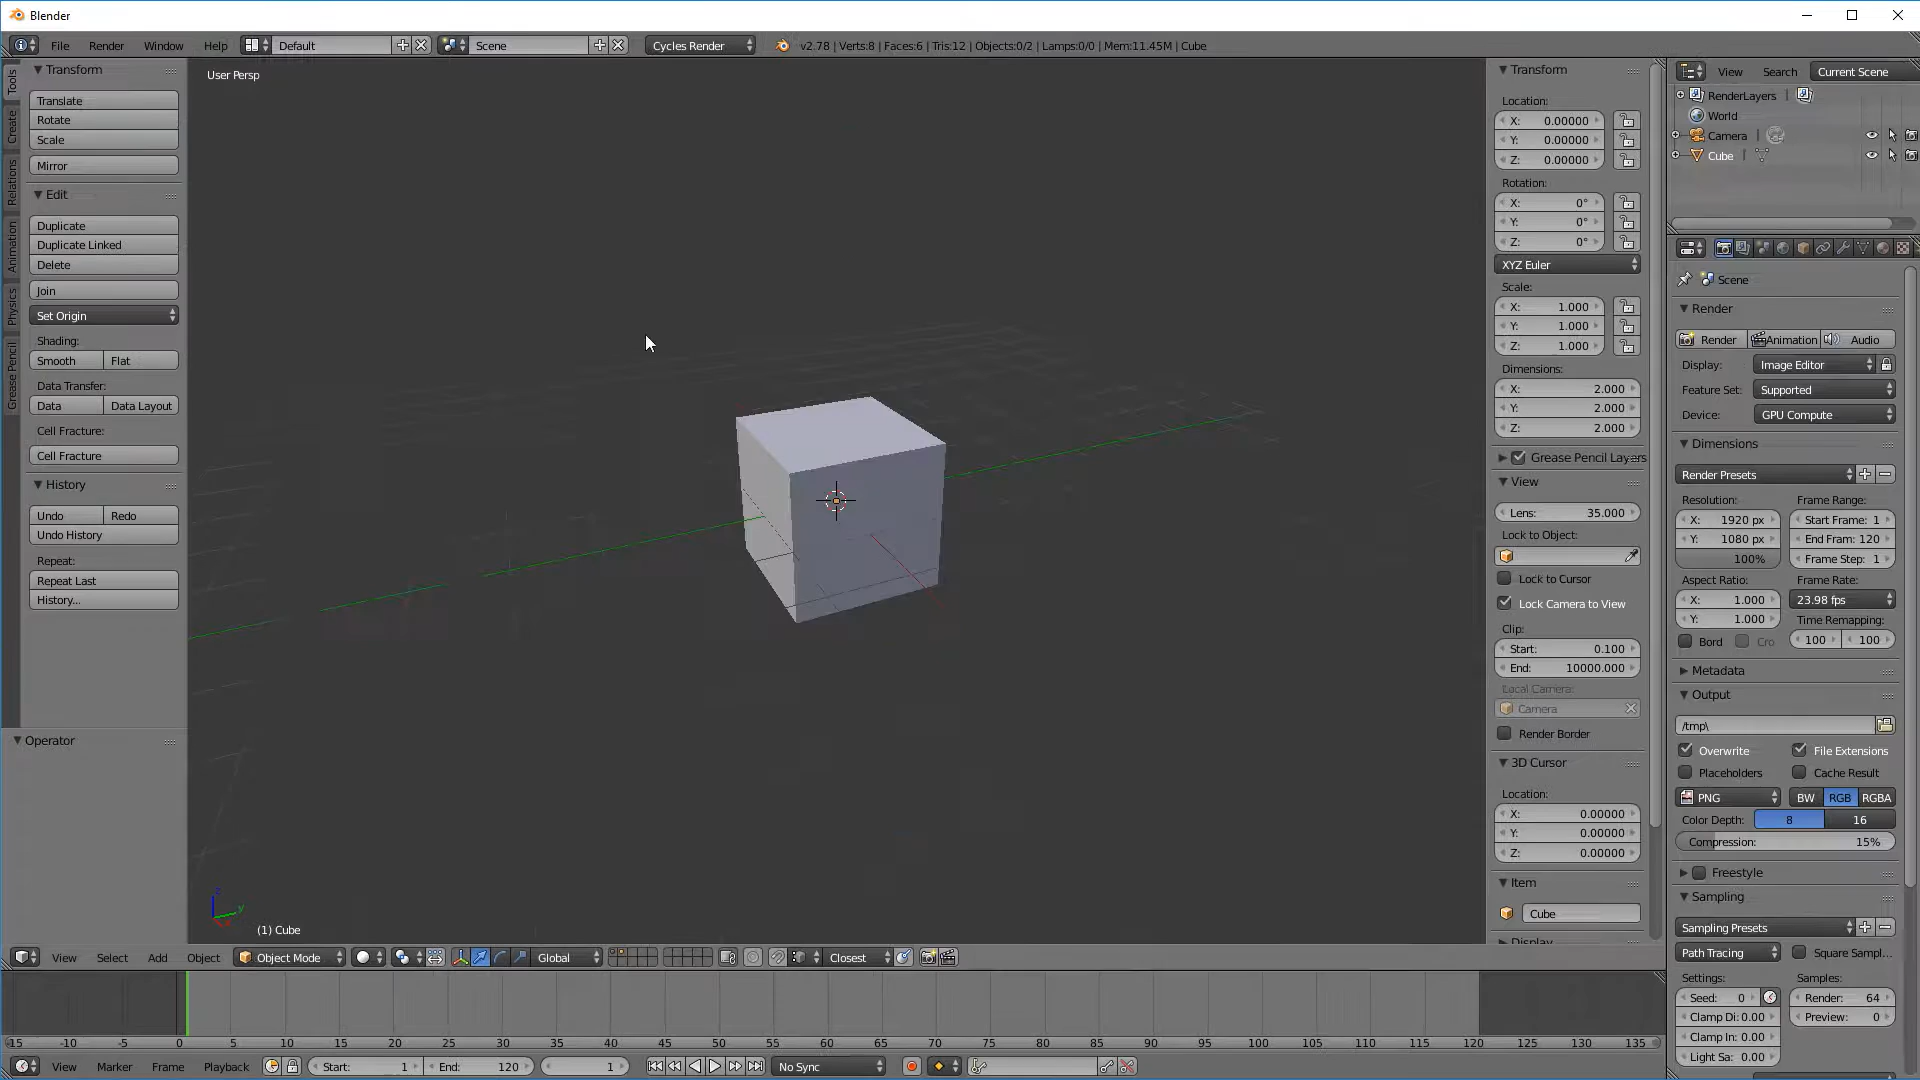 Blender
File Render Window Help Default Scene Cycles Render v2.78 | Verts:8 | Faces:6 | Tris:12 | Objects:0/2 | Lamps:0/0 | Mem:11.45M | Cube
Tools
Create
Relations
Animation
Physics
Grease Pencil
Transform
Translate
Rotate
Scale
Mirror
Edit
Duplicate
Duplicate Linked
Delete
Join
Set Origin
Shading:
Smooth Flat
Data Transfer:
Data Data Layout
Cell Fracture:
Cell Fracture
History
Undo Redo
Undo History
Repeat:
Repeat Last
History...
Operator
User Persp
z
y
(1) Cube
Transform
Location:
X: 0.00000
Y: 0.00000
Z: 0.00000
Rotation:
X: 0°
Y: 0°
Z: 0°
XYZ Euler
Scale:
X: 1.000
Y: 1.000
Z: 1.000
Dimensions:
X: 2.000
Y: 2.000
Z: 2.000
Grease Pencil Layers
View
Lens: 35.000
Lock to Object:
Lock to Cursor
Lock Camera to View
Clip:
Start: 0.100
End: 10000.000
Local Camera:
Camera
Render Border
3D Cursor
Location:
X: 0.00000
Y: 0.00000
Z: 0.00000
Item
Cube
Display
View Search Current Scene
RenderLayers |
World
Camera |
Cube |
Scene
Render
Render Animation Audio
Display: Image Editor
Feature Set: Supported
Device: GPU Compute
Dimensions
Render Presets
Resolution: Frame Range:
X: 1920 px Start Frame: 1
Y: 1080 px End Fram: 120
100% Frame Step: 1
Aspect Ratio: Frame Rate:
X: 1.000 23.98 fps
Y: 1.000 Time Remapping:
Bord Cro 100 100
Metadata
Output
/tmp\
Overwrite File Extensions
Placeholders Cache Result
PNG BW RGB RGBA
Color Depth: 8 16
Compression: 15%
Freestyle
Sampling
Sampling Presets
Path Tracing Square Sampl...
Settings: Samples:
Seed: 0 Render: 64
Clamp Di: 0.00 Preview: 0
Clamp In: 0.00
Light Sa: 0.00
View Select Add Object Object Mode Global Closest
-15 -10 -5 0 5 10 15 20 25 30 35 40 45 50 55 60 65 70 75 80 85 90 95 100 105 110 115 120 125 130 135
View Marker Frame Playback Start: 1 End: 120 1 No Sync